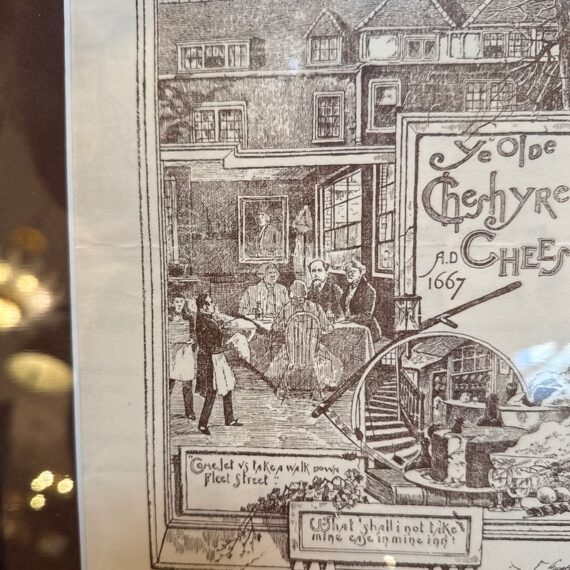 Ye Olde
Cheshyre
CHEES
A.D
1667
"Come, let vs take a walk down
Fleet Street"
What 'shall i not take
mine ease in mine inn'!